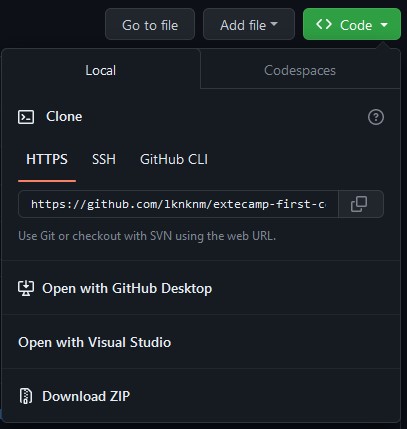 Go to file
Add file
Code
Local
Codespaces
Clone
HTTPS
SSH
GitHub CLI
https://github.com/lknknm/extecamp-first-c
Use Git or checkout with SVN using the web URL.
Open with GitHub Desktop
Open with Visual Studio
Download ZIP